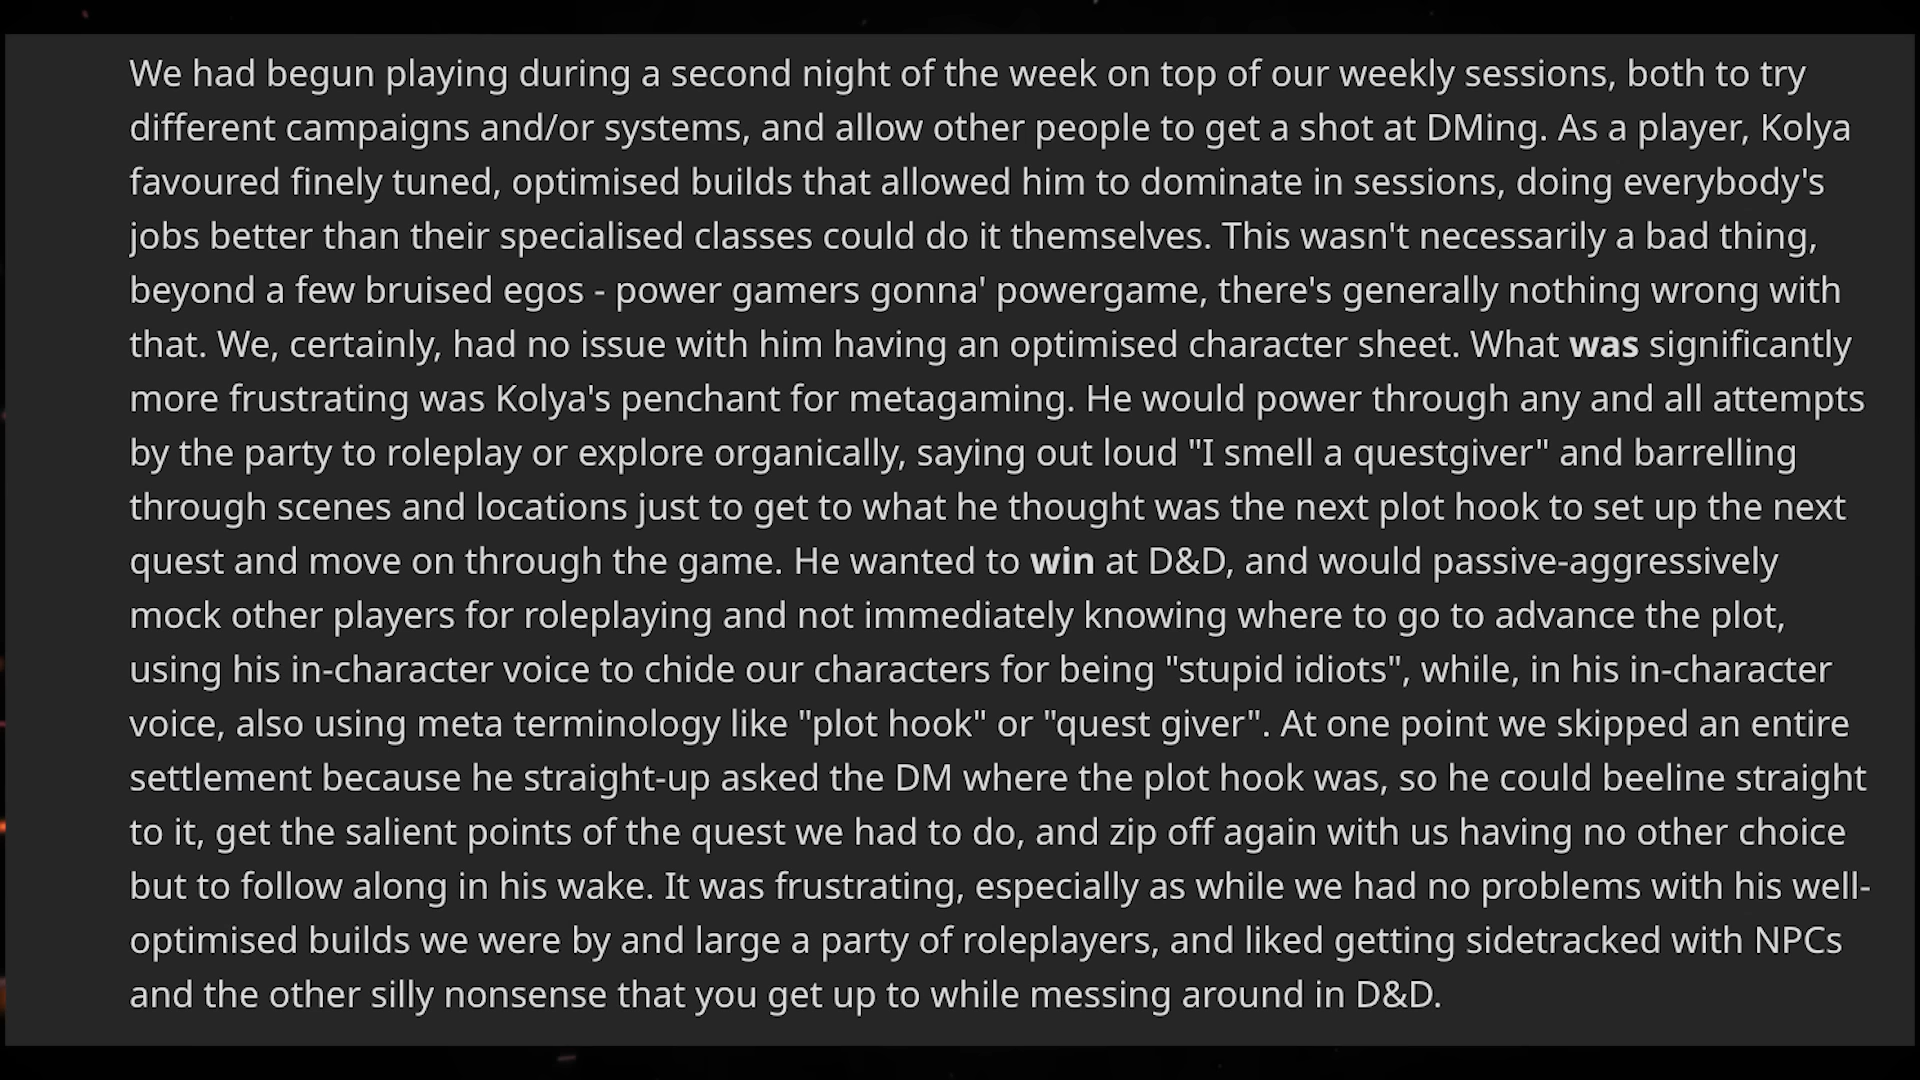 We had begun playing during a second night of the week on top of our weekly sessions, both to try
different campaigns and/or systems, and allow other people to get a shot at DMing. As a player, Kolya
favoured finely tuned, optimised builds that allowed him to dominate in sessions, doing everybody's
jobs better than their specialised classes could do it themselves. This wasn't necessarily a bad thing,
beyond a few bruised egos - power gamers gonna' powergame, there's generally nothing wrong with
that. We, certainly, had no issue with him having an optimised character sheet. What was significantly
more frustrating was Kolya's penchant for metagaming. He would power through any and all attempts
by the party to roleplay or explore organically, saying out loud "I smell a questgiver" and barrelling
through scenes and locations just to get to what he thought was the next plot hook to set up the next
quest and move on through the game. He wanted to win at D&D, and would passive-aggressively
mock other players for roleplaying and not immediately knowing where to go to advance the plot,
using his in-character voice to chide our characters for being "stupid idiots", while, in his in-character
voice, also using meta terminology like "plot hook" or "quest giver". At one point we skipped an entire
settlement because he straight-up asked the DM where the plot hook was, so he could beeline straight
to it, get the salient points of the quest we had to do, and zip off again with us having no other choice
but to follow along in his wake. It was frustrating, especially as while we had no problems with his well-
optimised builds we were by and large a party of roleplayers, and liked getting sidetracked with NPCs
and the other silly nonsense that you get up to while messing around in D&D.